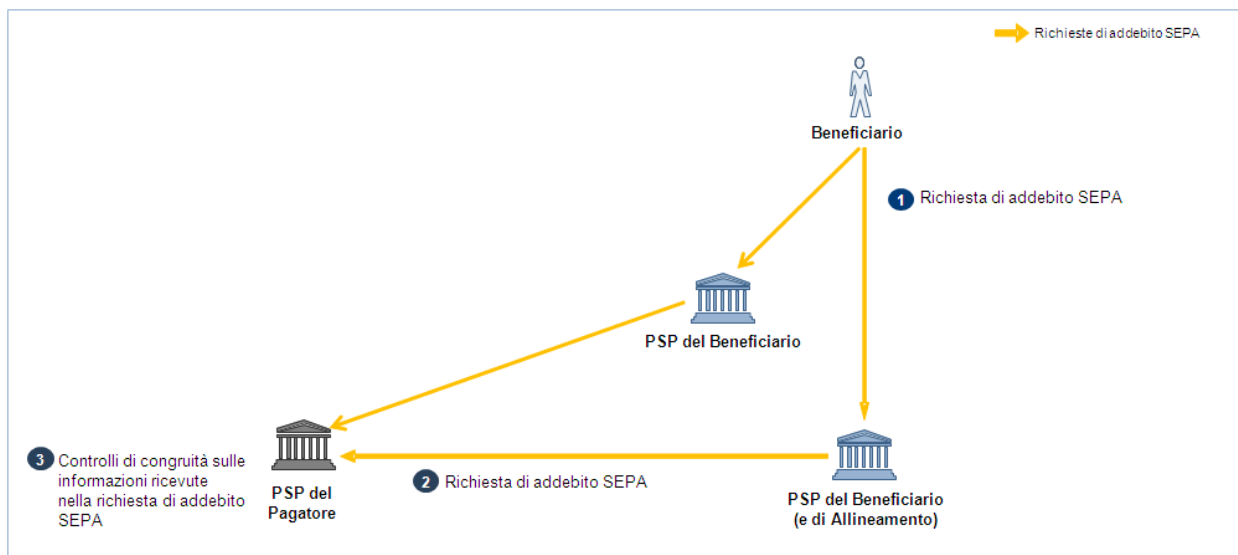 Richieste di addebito SEPA
Beneficiario
1 Richiesta di addebito SEPA
PSP del Beneficiario
3 Controlli di congruità sulle
informazioni ricevute
nella richiesta di addebito
SEPA
PSP del
Pagatore
2 Richiesta di addebito SEPA
PSP del Beneficiario
(e di Allineamento)